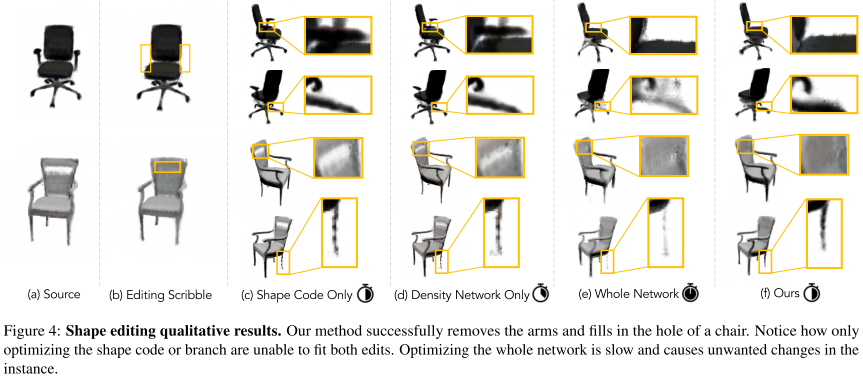 (a) Source
(b) Editing Scribble
(c) Shape Code Only
(d) Density Network Only
(e) Whole Network
(f) Ours
Figure 4: Shape editing qualitative results. Our method successfully removes the arms and fills in the hole of a chair. Notice how only
optimizing the shape code or branch are unable to fit both edits. Optimizing the whole network is slow and causes unwanted changes in the
instance.